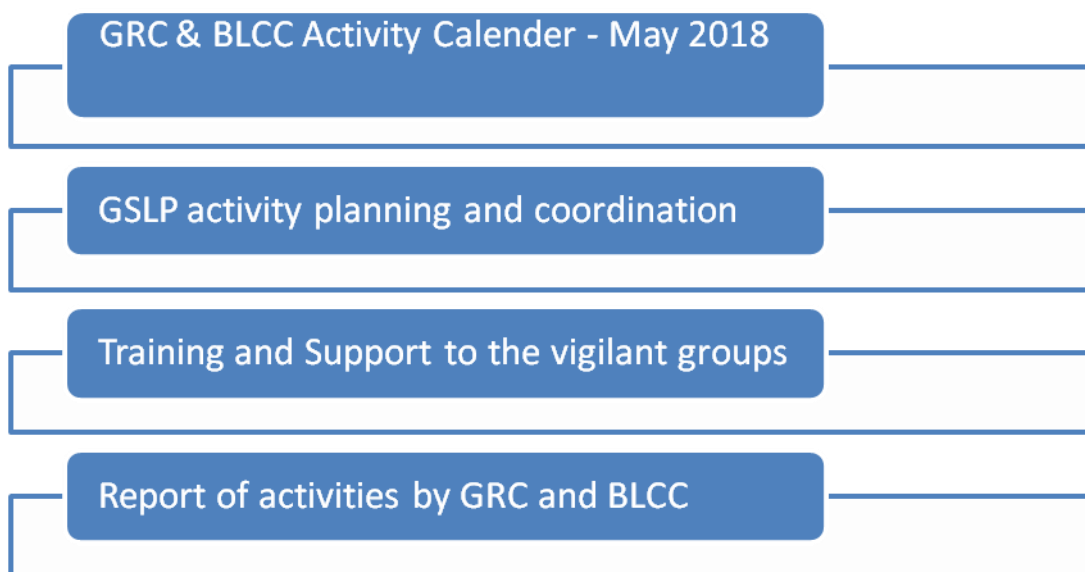 GRC & BLCC Activity Calender - May 2018
GSLP activity planning and coordination
Training and Support to the vigilant groups
Report of activities by GRC and BLCC